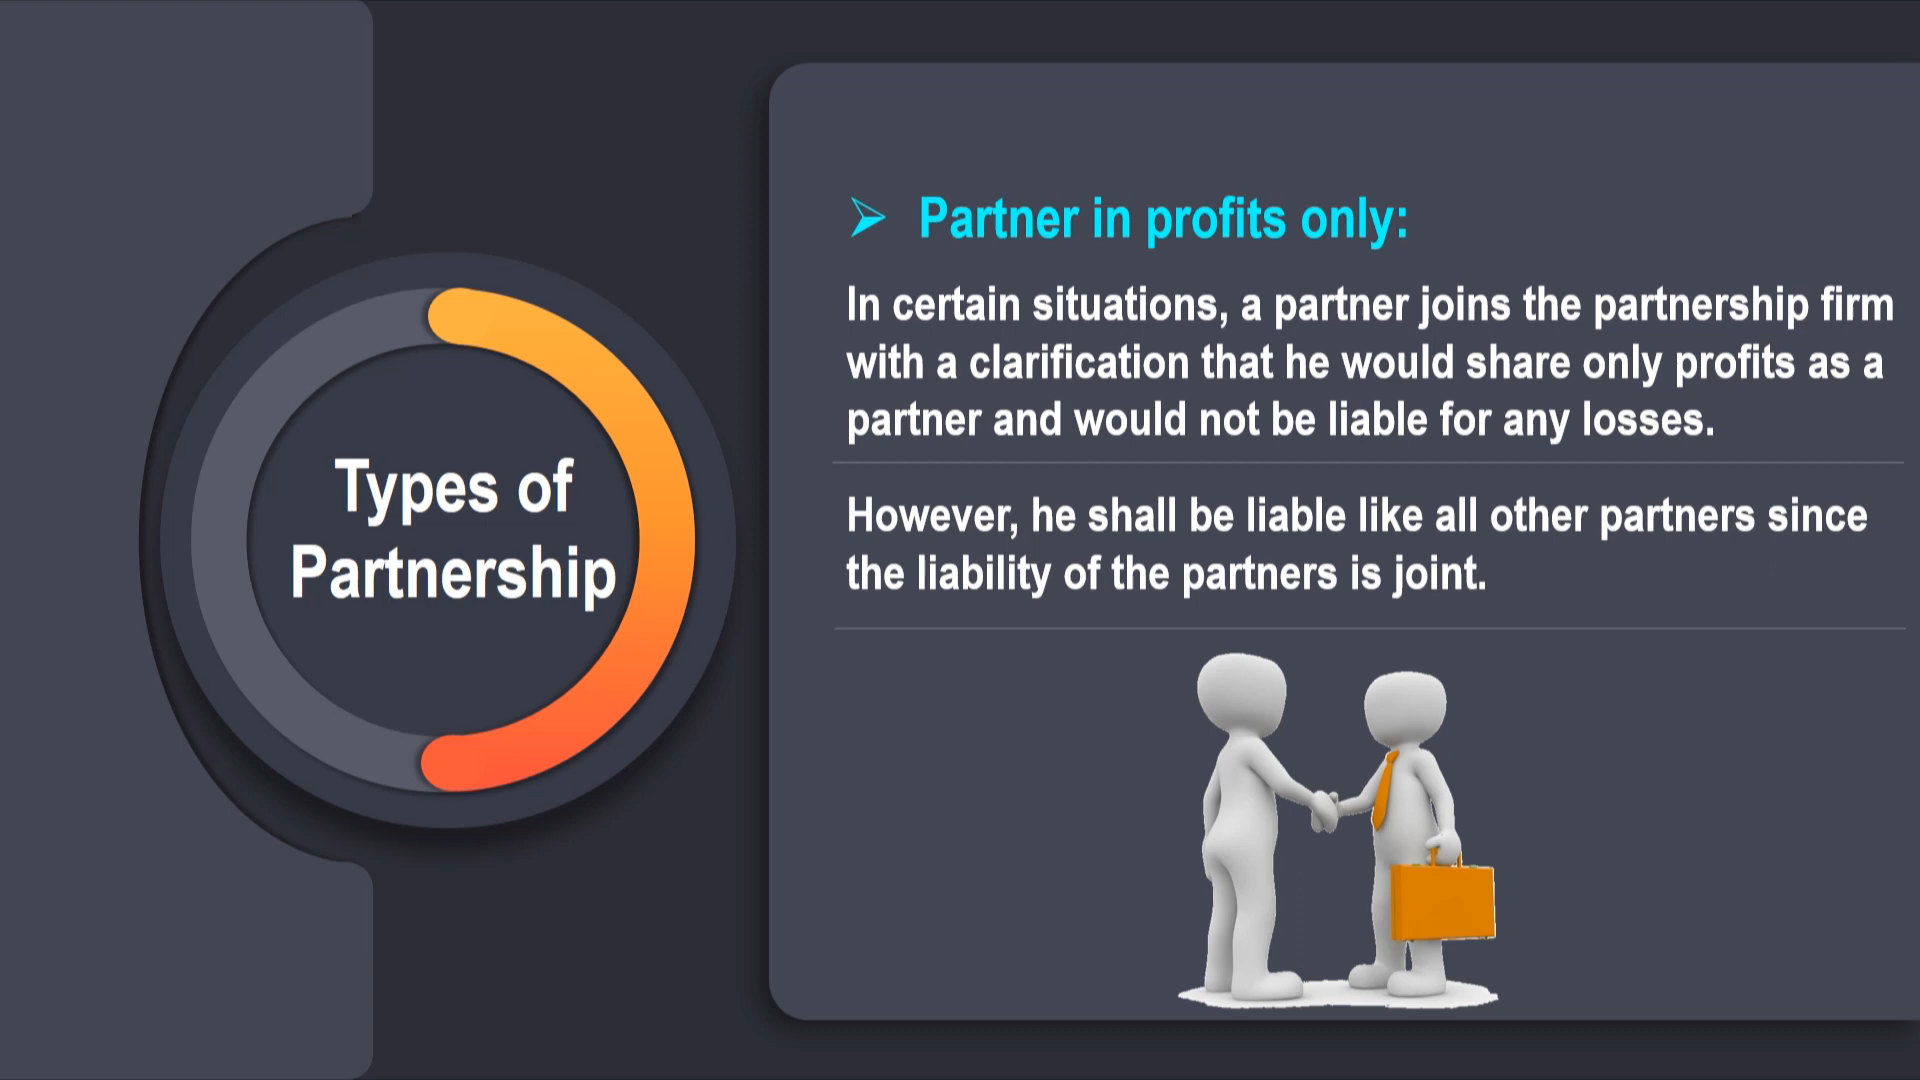 Types of
Partnership
➢ Partner in profits only:
In certain situations, a partner joins the partnership firm
with a clarification that he would share only profits as a
partner and would not be liable for any losses.
However, he shall be liable like all other partners since
the liability of the partners is joint.